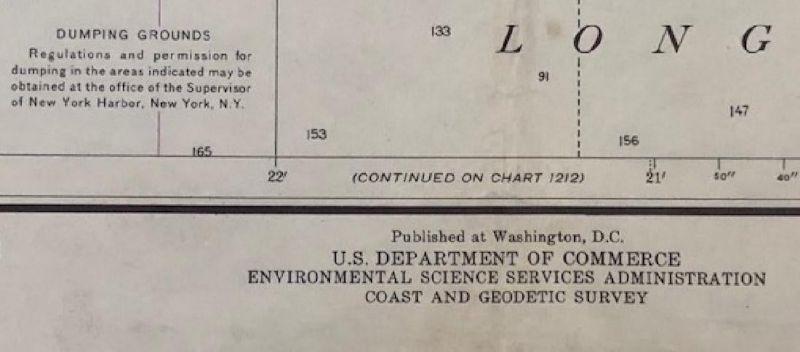 DUMPING GROUNDS
Regulations and permission for
dumping in the areas indicated may be
obtained at the office of the Supervisor
of New York Harbor, New York, N.Y.
133
L O N G
91
147
153
156
165
22' (CONTINUED ON CHART 1212) 21' 50" 40"
Published at Washington, D.C.
U.S. DEPARTMENT OF COMMERCE
ENVIRONMENTAL SCIENCE SERVICES ADMINISTRATION
COAST AND GEODETIC SURVEY